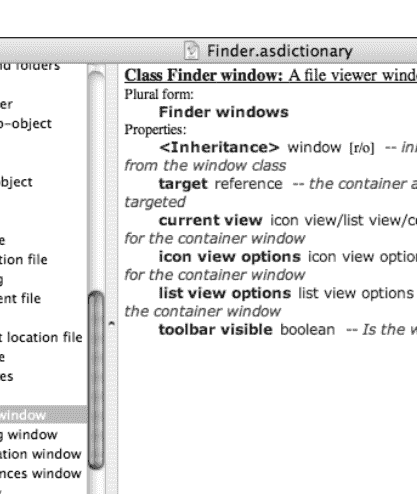 Finder.asdictionary
folders
er
o-object
bject
e
tion file
g
ent file
t location file
e
es
window
g window
ation window
nces window
Class Finder window: A file viewer wind
Plural form:
Finder windows
Properties:
<Inheritance> window [r/o] -- in
from the window class
target reference -- the container a
targeted
current view icon view/list view/c
for the container window
icon view options icon view option
for the container window
list view options list view options
the container window
toolbar visible boolean -- Is the w